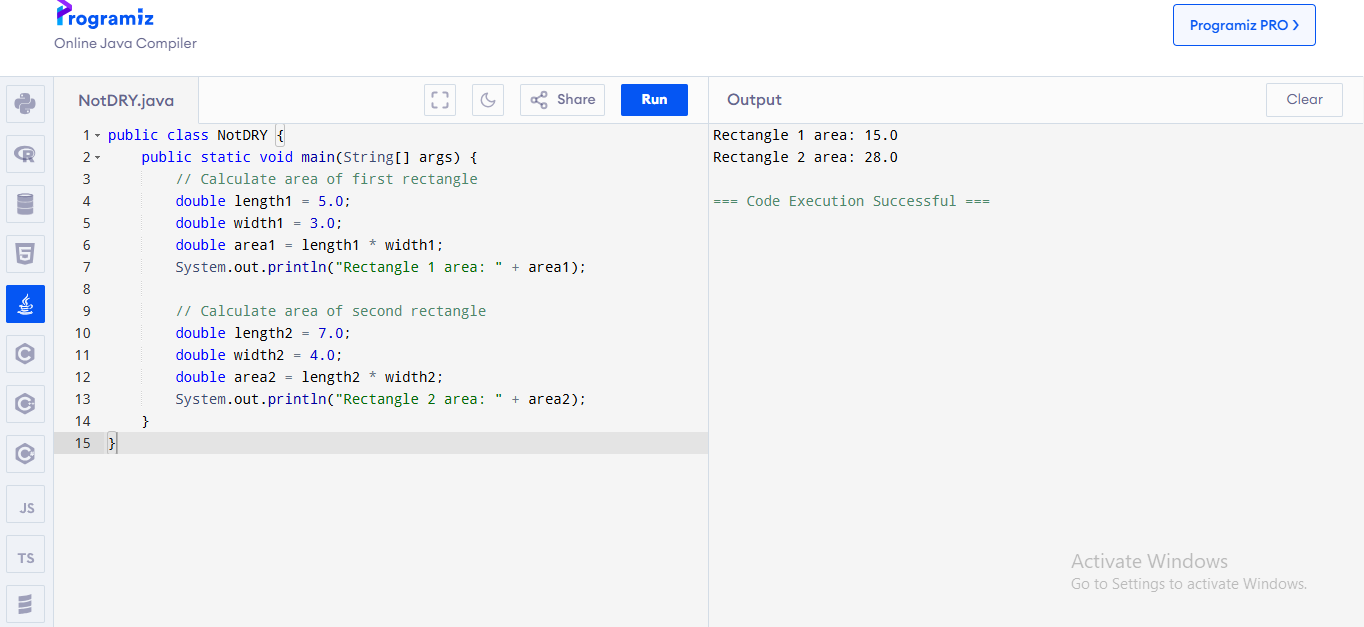 Programiz
Online Java Compiler
Programiz PRO ›
NotDRY.java
Share
Run
Output
Clear
1 public class NotDRY {
2     public static void main(String[] args) {
3         // Calculate area of first rectangle
4         double length1 = 5.0;
5         double width1 = 3.0;
6         double area1 = length1 * width1;
7         System.out.println("Rectangle 1 area: " + area1);
8
9         // Calculate area of second rectangle
10         double length2 = 7.0;
11         double width2 = 4.0;
12         double area2 = length2 * width2;
13         System.out.println("Rectangle 2 area: " + area2);
14     }
15 }
Rectangle 1 area: 15.0
Rectangle 2 area: 28.0
=== Code Execution Successful ===
R
5
C
C
C
JS
TS
Activate Windows
Go to Settings to activate Windows.